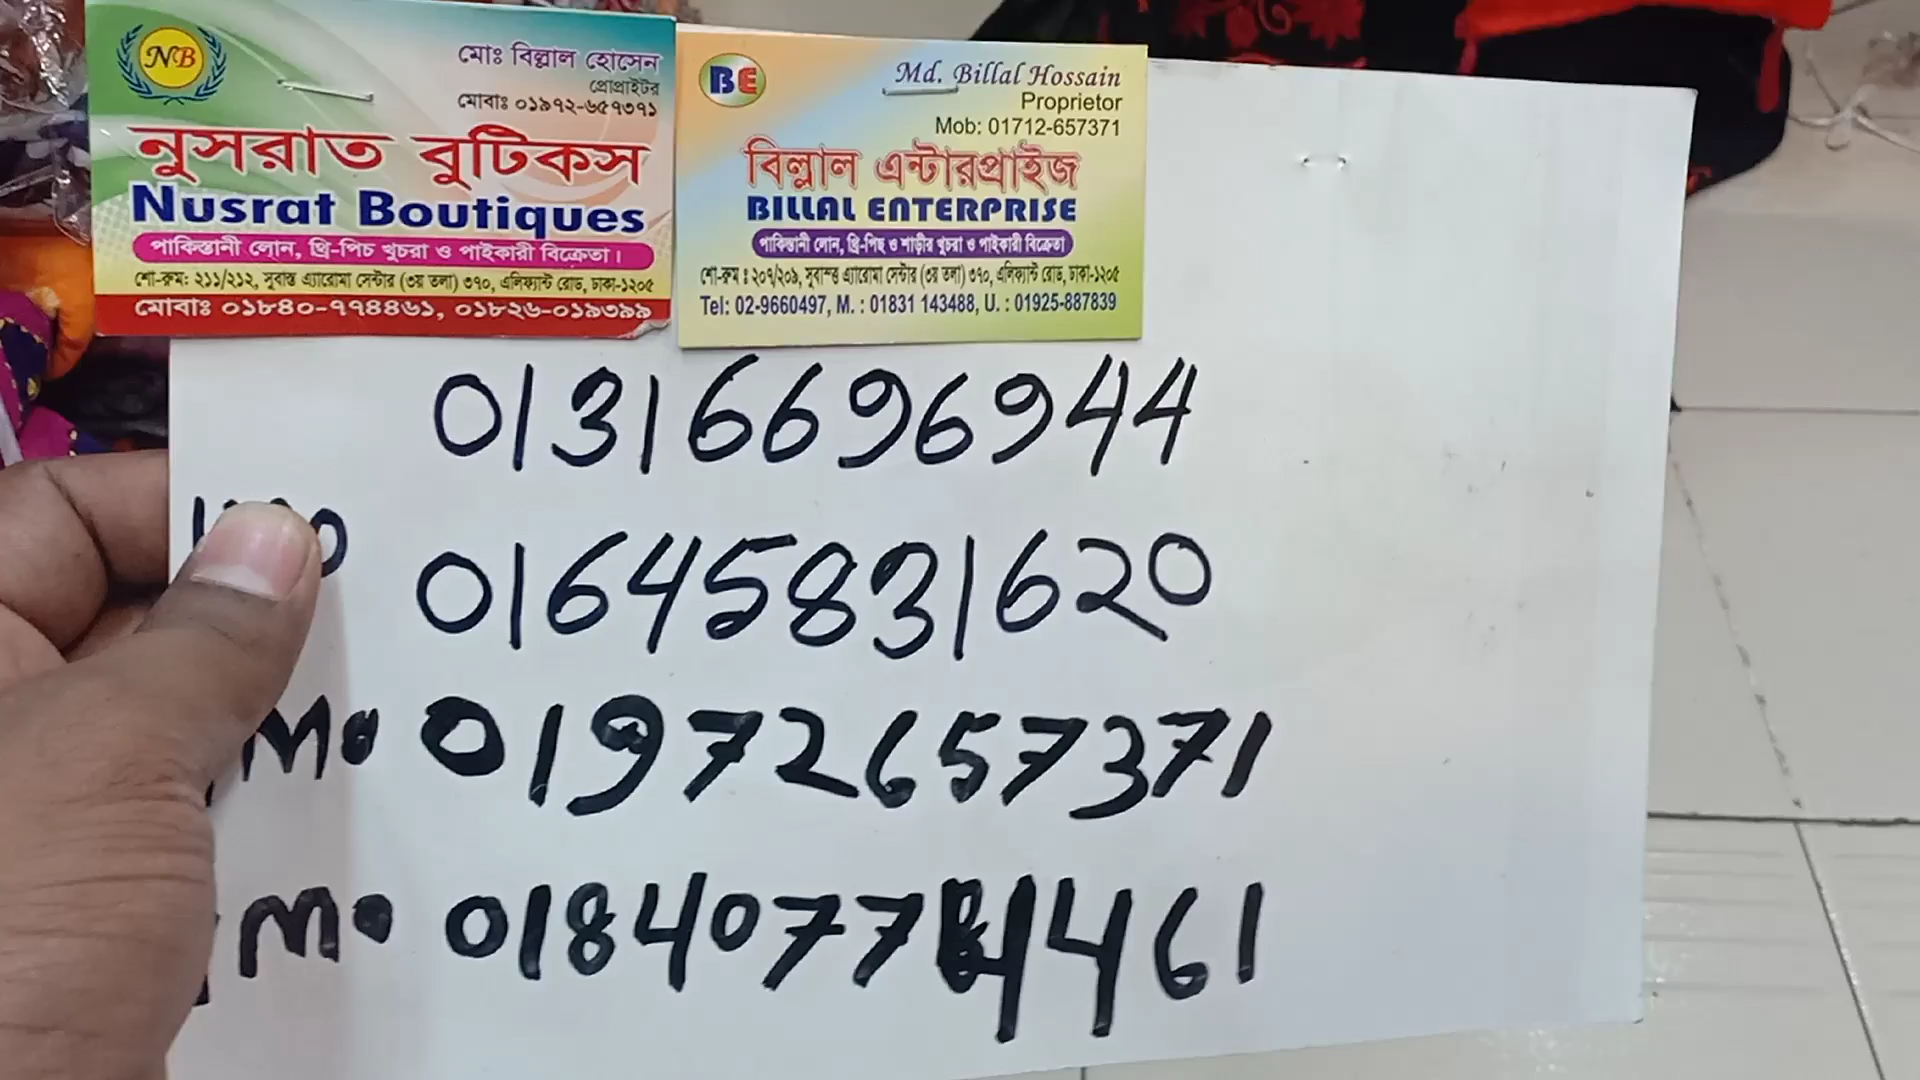 NB
মোঃ বিল্লাল হোসেন
প্রোপ্রাইটর
মোবাঃ ০১৯৭২-৬৫৭৩৭১
নুসরাত বুটিকস
Nusrat Boutiques
পাকিস্তানী লোন, থ্রি-পিচ খুচরা ও পাইকারী বিক্রেতা।
শো-রুম: ২১১/২১২, সুবাস্ত এ্যারোমা সেন্টার (৩য় তলা) ৩৭০, এলিফ্যান্ট রোড, ঢাকা-১২০৫
মোবাঃ ০১৮৪০-৭৭৪৪৬১, ০১৮২৬-০১৯৩৯৯
BE
Md. Billal Hossain
Proprietor
Mob: 01712-657371
বিল্লাল এন্টারপ্রাইজ
BILLAL ENTERPRISE
পাকিস্তানী লোন, থ্রি-পিছ ও শাড়ীর খুচরা ও পাইকারী বিক্রেতা
শো-রুম : ২০৭/২০৯, সুবাস্ত এ্যারোমা সেন্টার (৩য় তলা) ৩৭০, এলিফ্যান্ট রোড, ঢাকা-১২০৫
Tel: 02-9660497, M. : 01831 143488, U. : 01925-887839
01316696944
01645831620
01972657371
01840774461